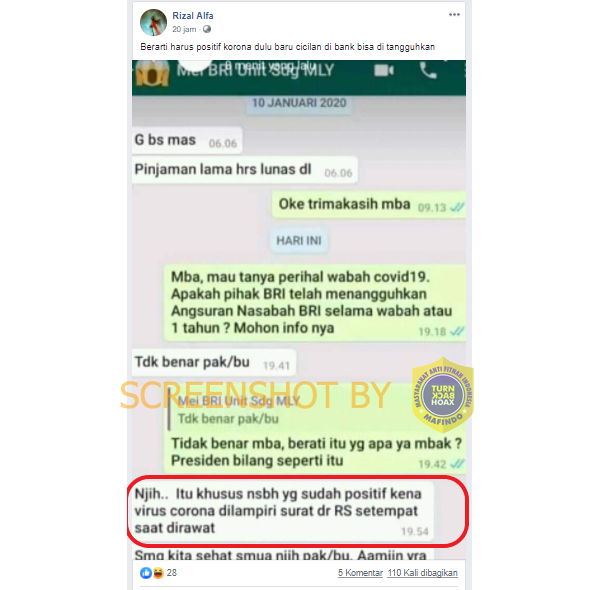 Rizal Alfa
20 jam
Berarti harus positif korona dulu baru cicilan di bank bisa di tangguhkan
Mei BRI Unit Sdg MLY
8 menit yang lalu
10 JANUARI 2020
G bs mas 06.06
Pinjaman lama hrs lunas dl 06.06
Oke trimakasih mba 09.13
HARI INI
Mba, mau tanya perihal wabah covid19.
Apakah pihak BRI telah menangguhkan
Angsuran Nasabah BRI selama wabah atau
1 tahun ? Mohon info nya 19.18
Tdk benar pak/bu 19.41
SCREENSHOT BY
MASYARAKAT ANTI FITNAH INDONESIA
TURN
BACK
HOAX
MAFINDO
Mei BRI Unit Sdg MLY
Tdk benar pak/bu
Tidak benar mba, berati itu yg apa ya mbak ?
Presiden bilang seperti itu 19.42
Njih.. Itu khusus nsbh yg sudah positif kena
virus corona dilampiri surat dr RS setempat
saat dirawat 19.54
Smg kita sehat smua njih pak/bu. Aamiin yra
28
5 Komentar 110 Kali dibagikan